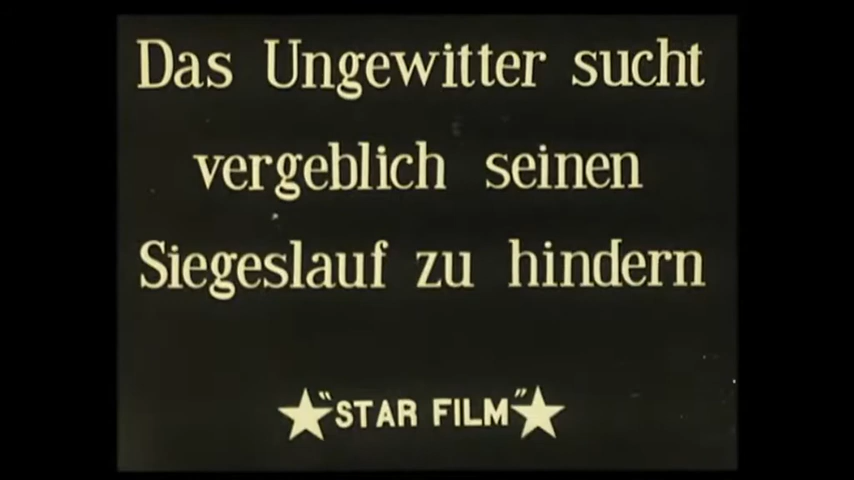 Das Ungewitter sucht
vergeblich seinen
Siegeslauf zu hindern
"STAR FILM"